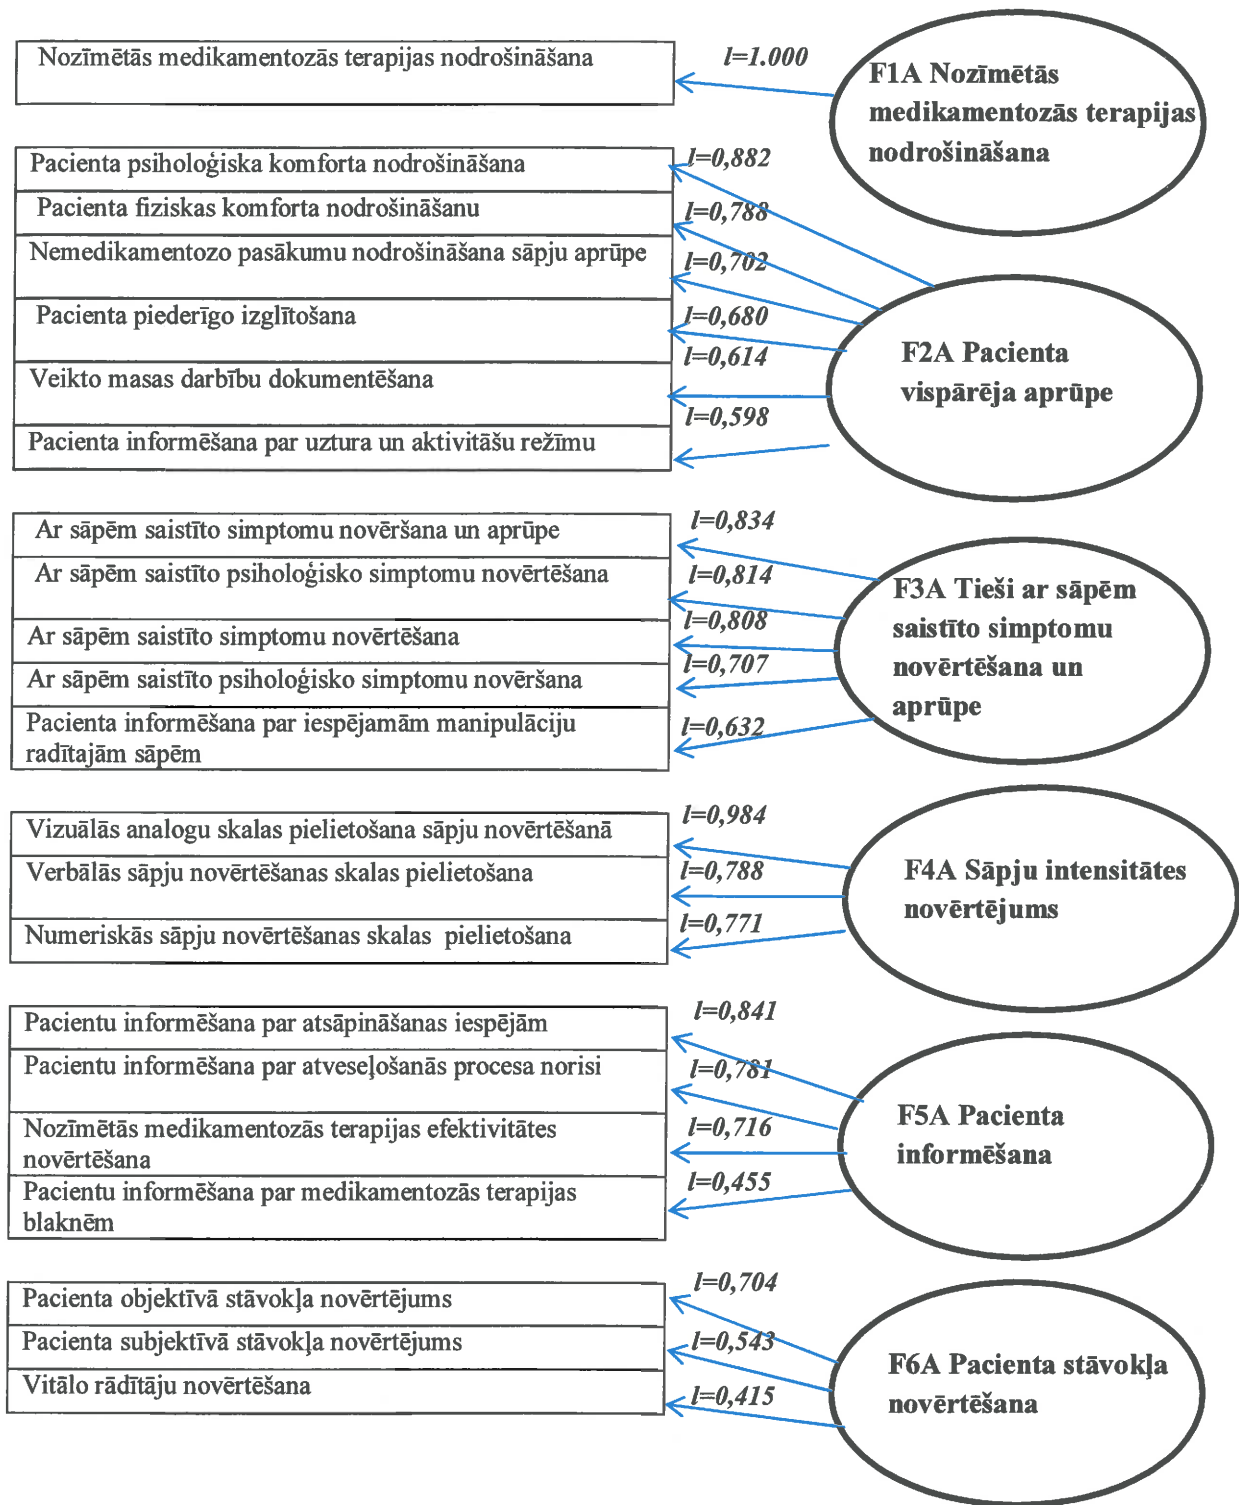 Nozīmētās medikamentozās terapijas nodrošināšana
l=1.000
F1A Nozīmētās
medikamentozās terapijas
nodrošināšana
Pacienta psiholoģiska komforta nodrošināšana
l=0,882
Pacienta fiziskas komforta nodrošināšanu
l=0,788
Nemedikamentozo pasākumu nodrošināšana sāpju aprūpe
l=0,702
Pacienta piederīgo izglītošana
l=0,680
Veikto masas darbību dokumentēšana
l=0,614
Pacienta informēšana par uztura un aktivitāšu režīmu
l=0,598
F2A Pacienta
vispārēja aprūpe
Ar sāpēm saistīto simptomu novēršana un aprūpe
l=0,834
Ar sāpēm saistīto psiholoģisko simptomu novērtēšana
l=0,814
Ar sāpēm saistīto simptomu novērtēšana
l=0,808
Ar sāpēm saistīto psiholoģisko simptomu novēršana
l=0,707
Pacienta informēšana par iespējamām manipulāciju
radītajām sāpēm
l=0,632
F3A Tieši ar sāpēm
saistīto simptomu
novērtēšana un
aprūpe
Vizuālās analogu skalas pielietošana sāpju novērtēšanā
l=0,984
Verbālās sāpju novērtēšanas skalas pielietošana
l=0,788
Numeriskās sāpju novērtēšanas skalas pielietošana
l=0,771
F4A Sāpju intensitātes
novērtējums
Pacientu informēšana par atsāpināšanas iespējām
l=0,841
Pacientu informēšana par atveseļošanās procesa norisi
l=0,781
Nozīmētās medikamentozās terapijas efektivitātes
novērtēšana
l=0,716
Pacientu informēšana par medikamentozās terapijas
blaknēm
l=0,455
F5A Pacienta
informēšana
Pacienta objektīvā stāvokļa novērtējums
l=0,704
Pacienta subjektīvā stāvokļa novērtējums
l=0,543
Vitālo rādītāju novērtēšana
l=0,415
F6A Pacienta stāvokļa
novērtēšana